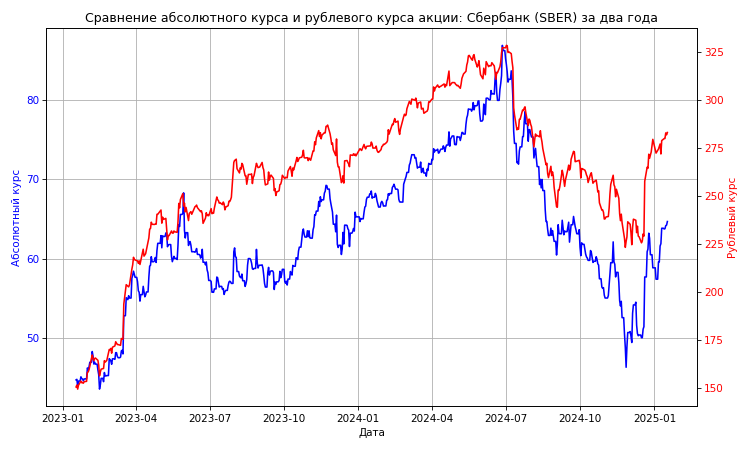 Сравнение абсолютного курса и рублевого курса акции: Сбербанк (SBER) за два года
Абсолютный курс
80
70
60
50
325
300
275
250
225
200
175
150
Рублевый курс
2023-01 2023-04 2023-07 2023-10 2024-01 2024-04 2024-07 2024-10 2025-01
Дата